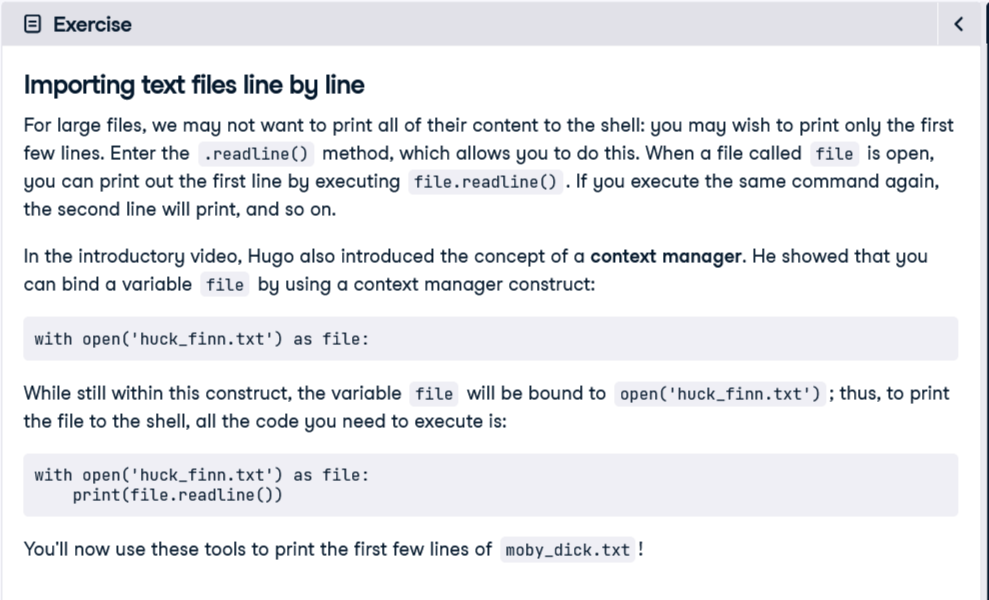 Exercise
Importing text files line by line
For large files, we may not want to print all of their content to the shell: you may wish to print only the first
few lines. Enter the .readline() method, which allows you to do this. When a file called file is open,
you can print out the first line by executing file.readline(). If you execute the same command again,
the second line will print, and so on.
In the introductory video, Hugo also introduced the concept of a context manager. He showed that you
can bind a variable file by using a context manager construct:
with open('huck_finn.txt') as file:
While still within this construct, the variable file will be bound to open('huck_finn.txt'); thus, to print
the file to the shell, all the code you need to execute is:
with open('huck_finn.txt') as file:
    print(file.readline())
You'll now use these tools to print the first few lines of moby_dick.txt!